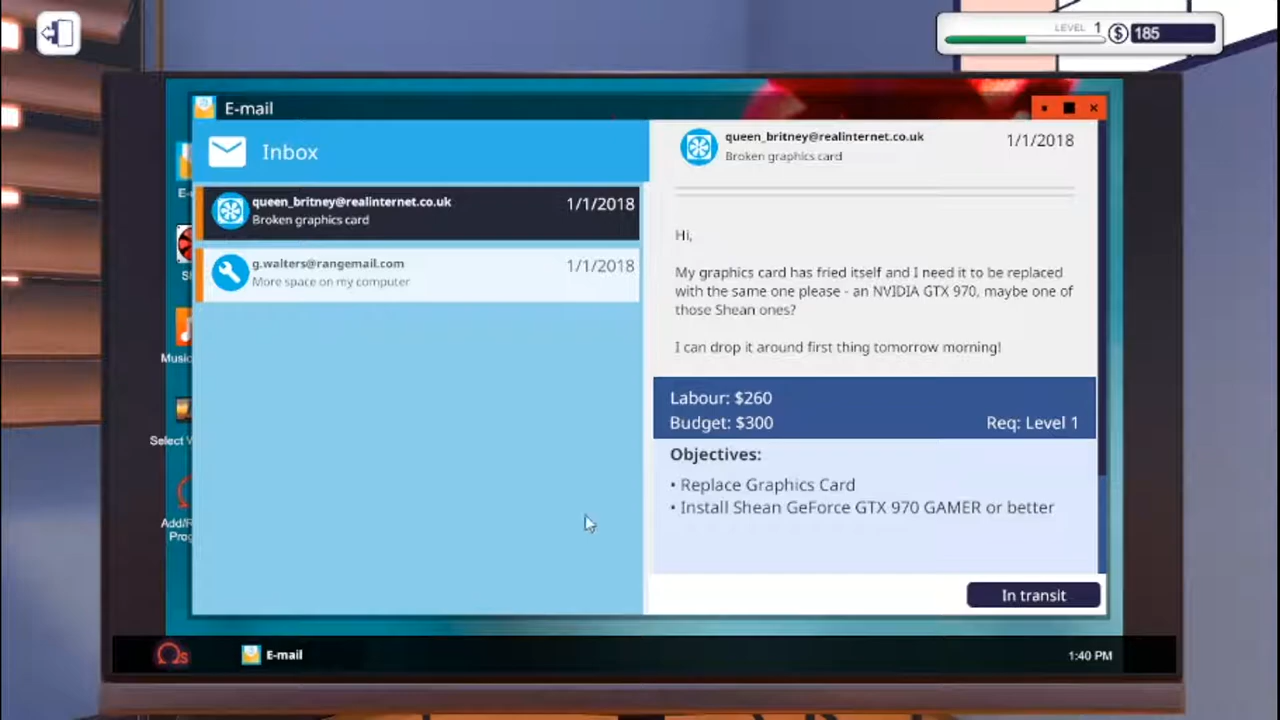 LEVEL 1
$ 185
E-mail
Inbox
queen_britney@realinternet.co.uk
Broken graphics card
1/1/2018
g.walters@rangemail.com
More space on my computer
1/1/2018
queen_britney@realinternet.co.uk
Broken graphics card
1/1/2018
Hi,
My graphics card has fried itself and I need it to be replaced
with the same one please - an NVIDIA GTX 970, maybe one of
those Shean ones?
I can drop it around first thing tomorrow morning!
Labour: $260
Budget: $300
Req: Level 1
Objectives:
• Replace Graphics Card
• Install Shean GeForce GTX 970 GAMER or better
In transit
E-
Music
Select W
Add/R
Prog
E-mail
1:40 PM